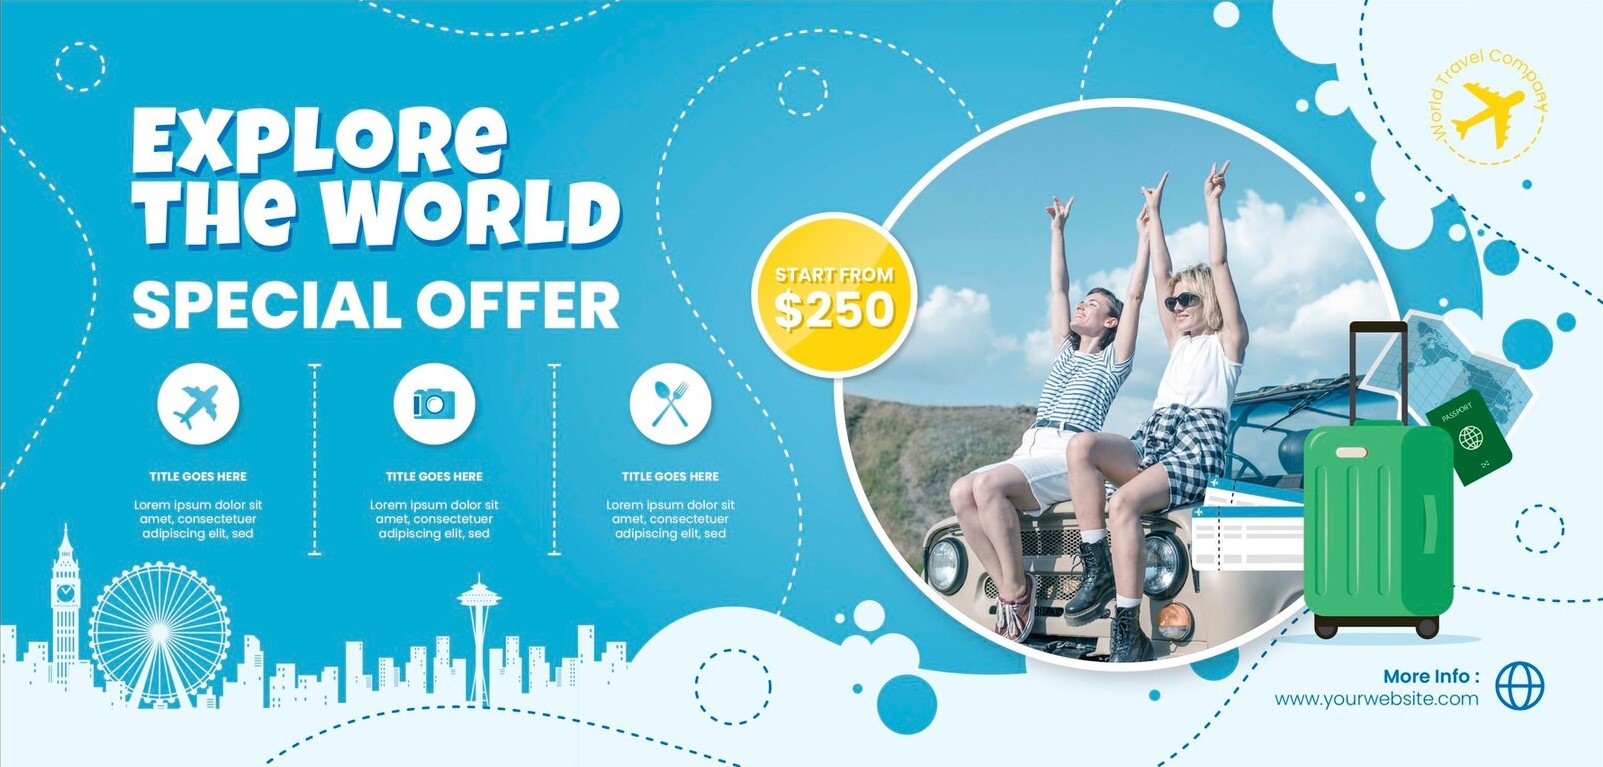 EXPLORE
THE WORLD
SPECIAL OFFER
TITLE GOES HERE
Lorem ipsum dolor sit
amet, consectetuer
adipiscing elit, sed
TITLE GOES HERE
Lorem ipsum dolor sit
amet, consectetuer
adipiscing elit, sed
TITLE GOES HERE
Lorem ipsum dolor sit
amet, consectetuer
adipiscing elit, sed
START FROM
$250
World Travel Company
PASSPORT
More Info :
www.yourwebsite.com